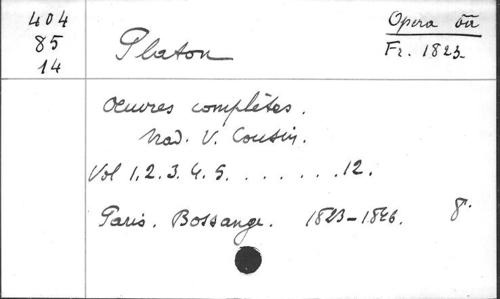 404
85
14
Opera
Fr. 1823
Platon
Oeuvres complètes.
trad. V. Cousin.
Vol 1.2.3.4.5. . . . . . . 12.
Paris. Bossange. 1823-1846. 8°.